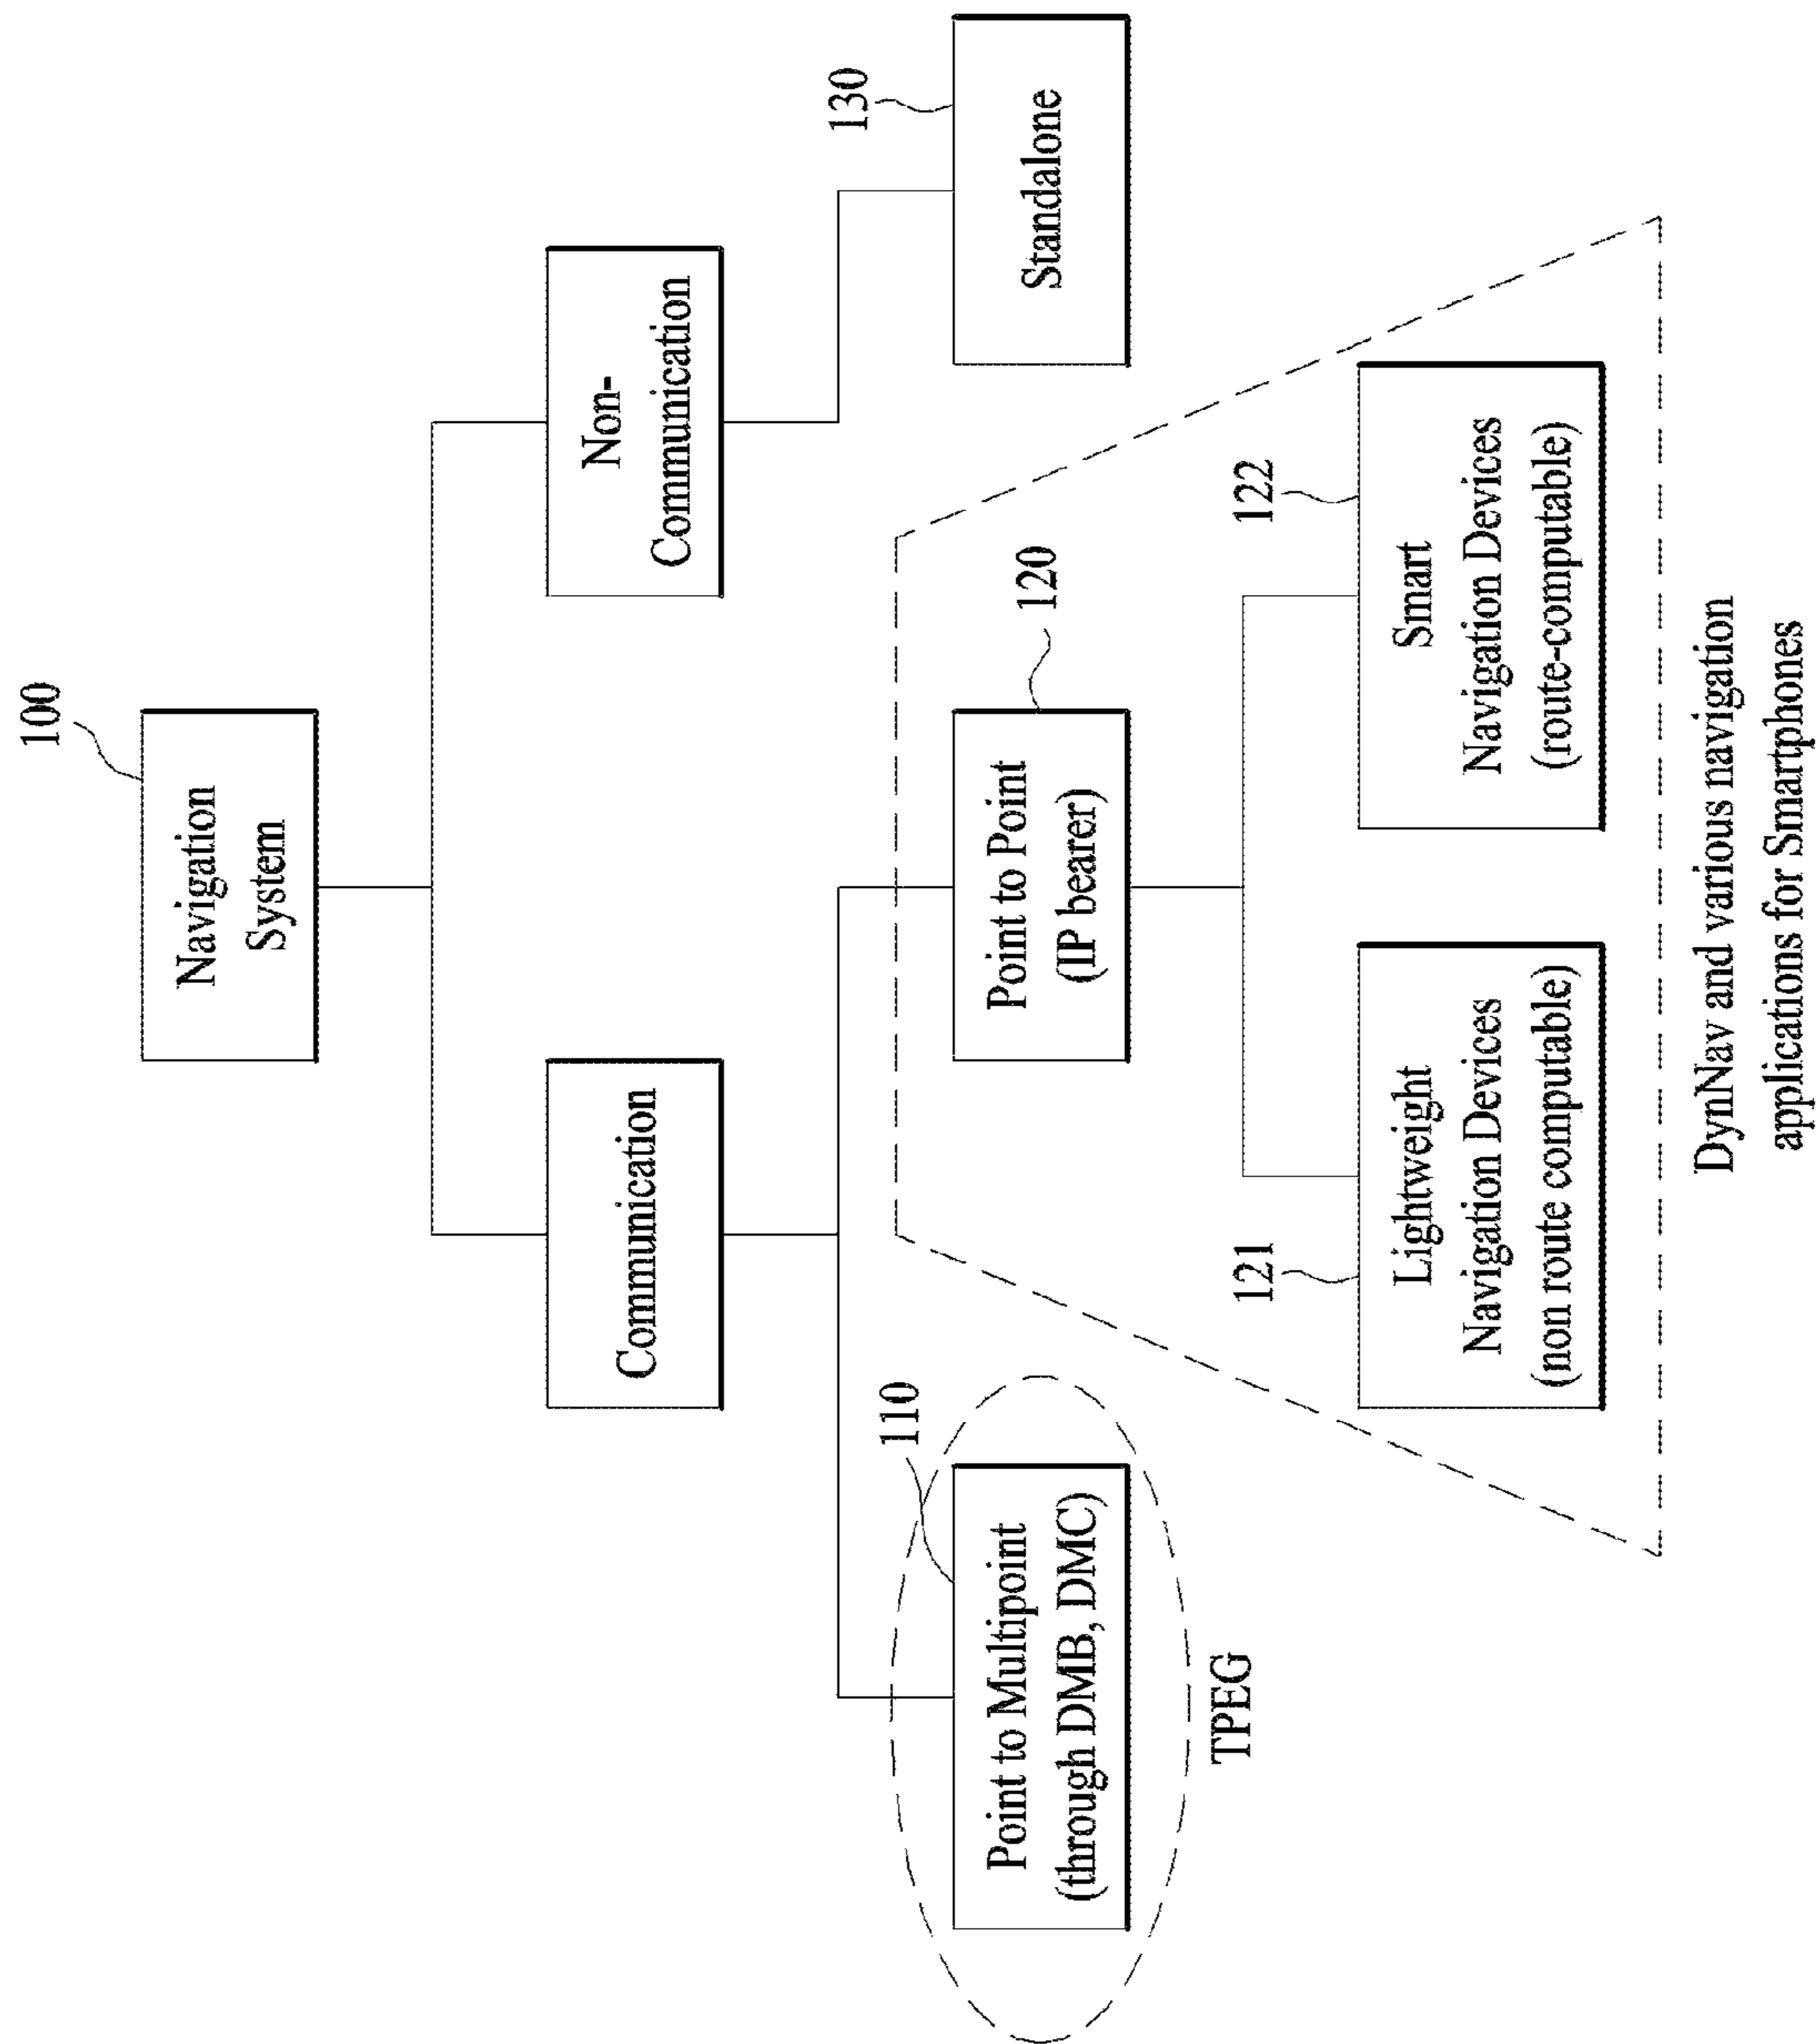 100
Navigation
System
Communication
Non-
Communication
110
Point to Multipoint
(through DMB, DMC)
TPEG
120
Point to Point
(IP bearer)
130
Standalone
121
Lightweight
Navigation Devices
(non route computable)
122
Smart
Navigation Devices
(route-computable)
DynNav and various navigation
applications for Smartphones